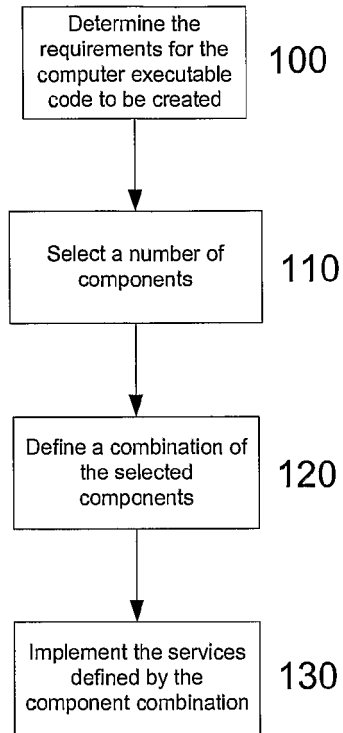 Determine the
requirements for the
computer executable
code to be created
100
Select a number of
components
110
Define a combination of
the selected
components
120
Implement the services
defined by the
component combination
130